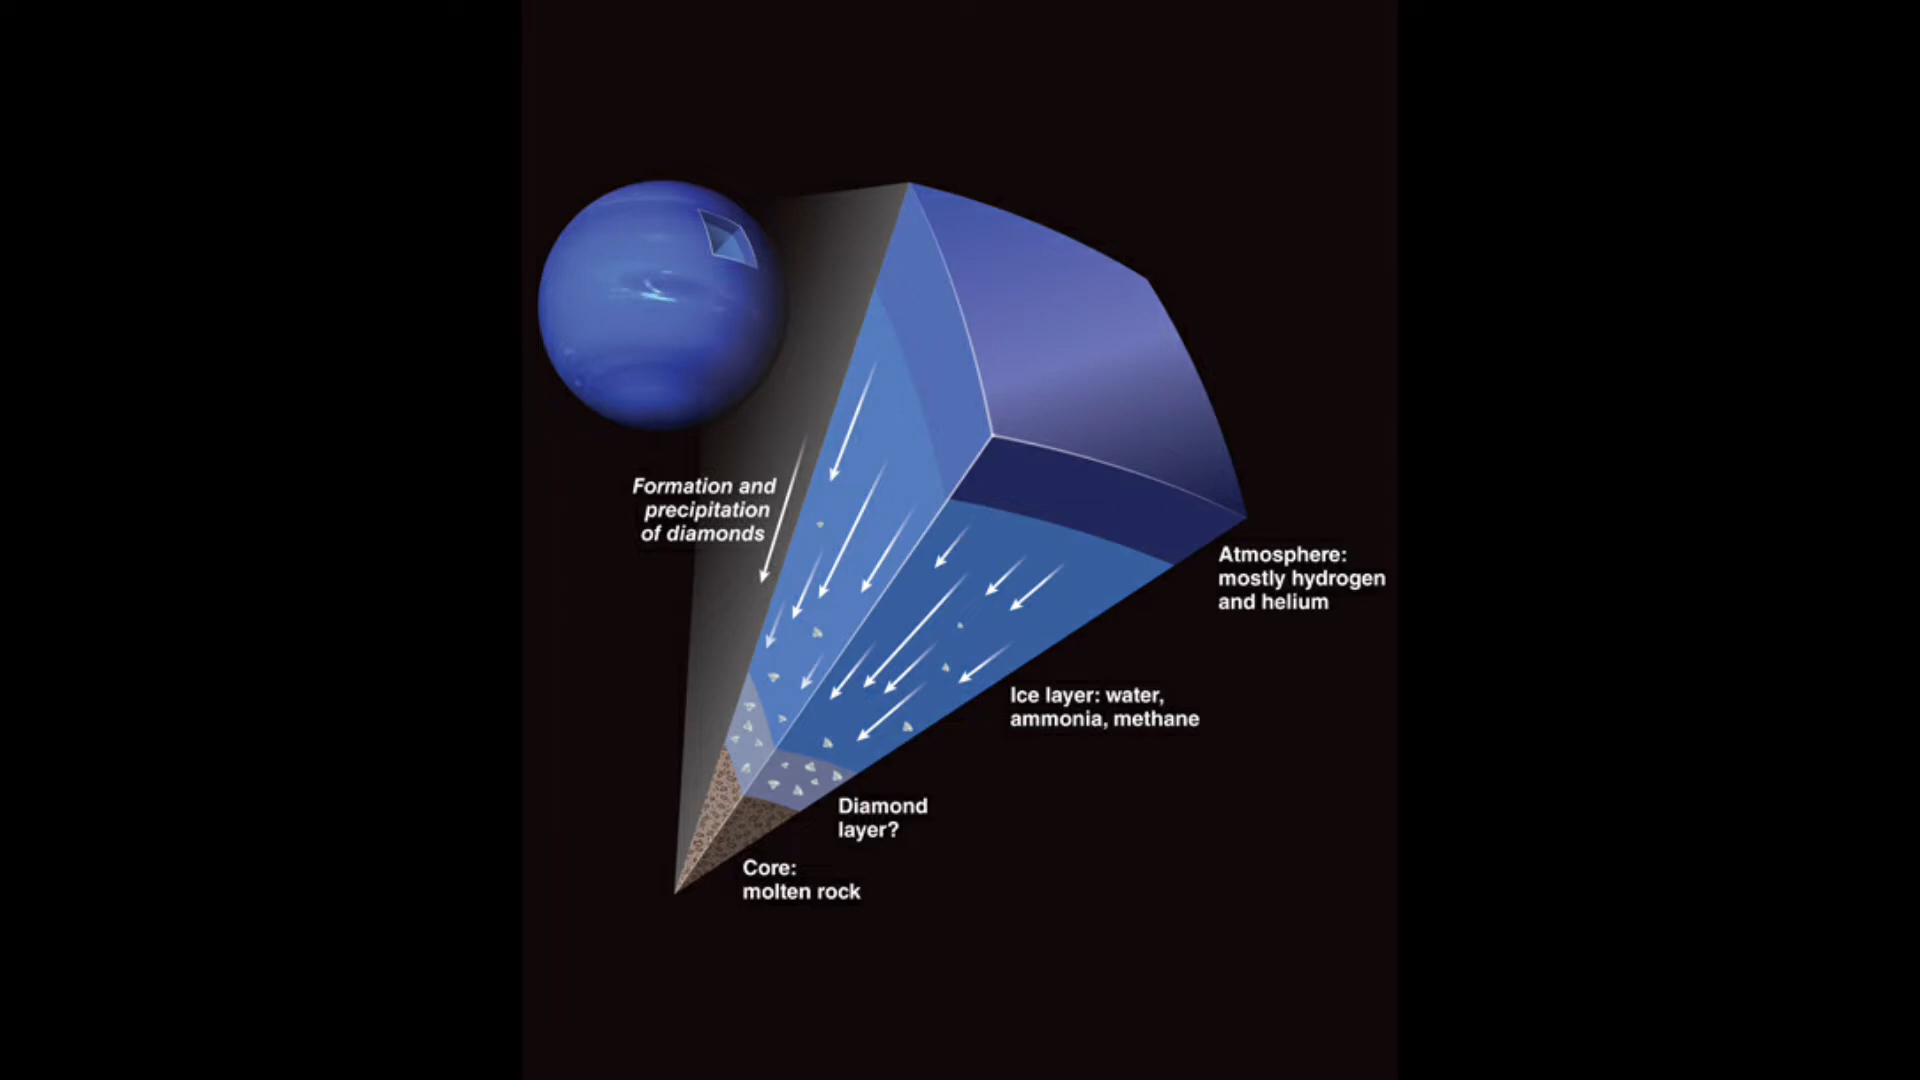 Formation and
precipitation
of diamonds
Atmosphere:
mostly hydrogen
and helium
Ice layer: water,
ammonia, methane
Diamond
layer?
Core:
molten rock